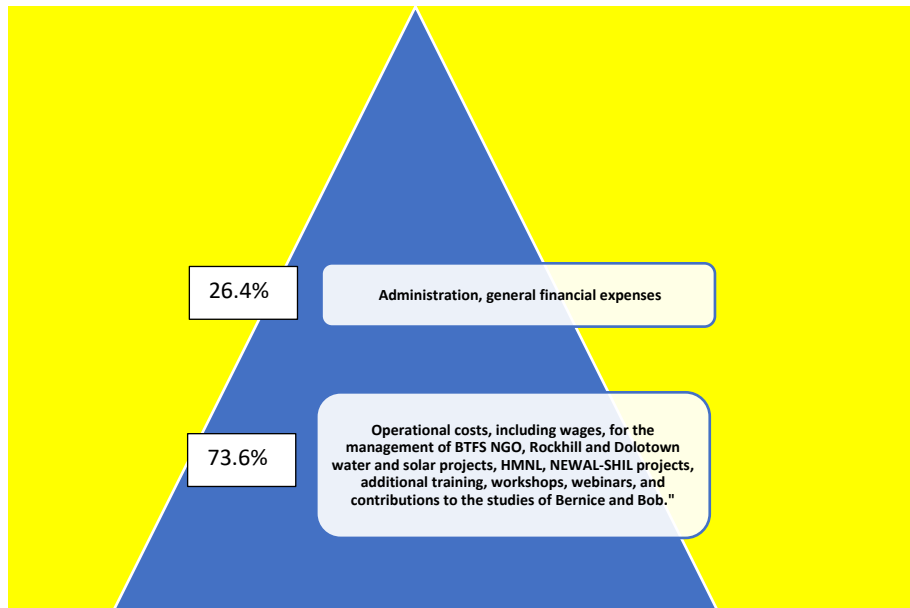 26.4%
Administration, general financial expenses
73.6%
Operational costs, including wages, for the
management of BTFS NGO, Rockhill and Dolotown
water and solar projects, HMNL, NEWAL-SHIL projects,
additional training, workshops, webinars, and
contributions to the studies of Bernice and Bob."